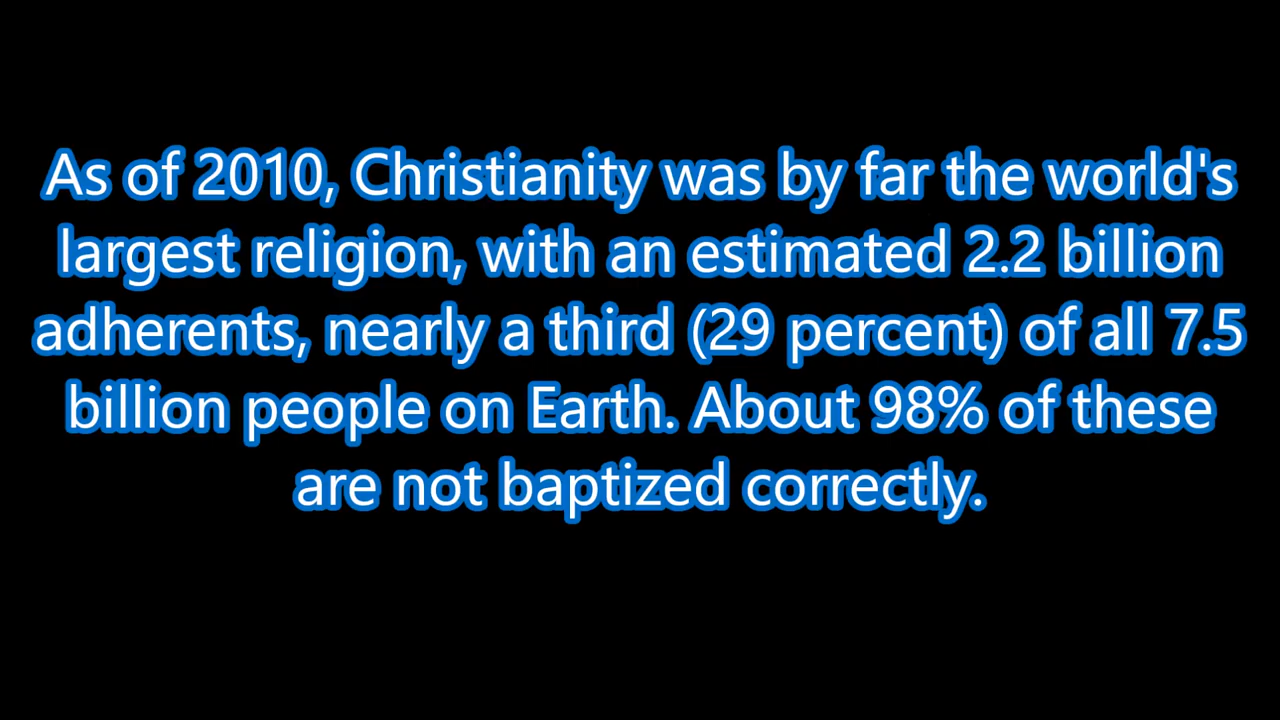 As of 2010, Christianity was by far the world's
largest religion, with an estimated 2.2 billion
adherents, nearly a third (29 percent) of all 7.5
billion people on Earth. About 98% of these
are not baptized correctly.